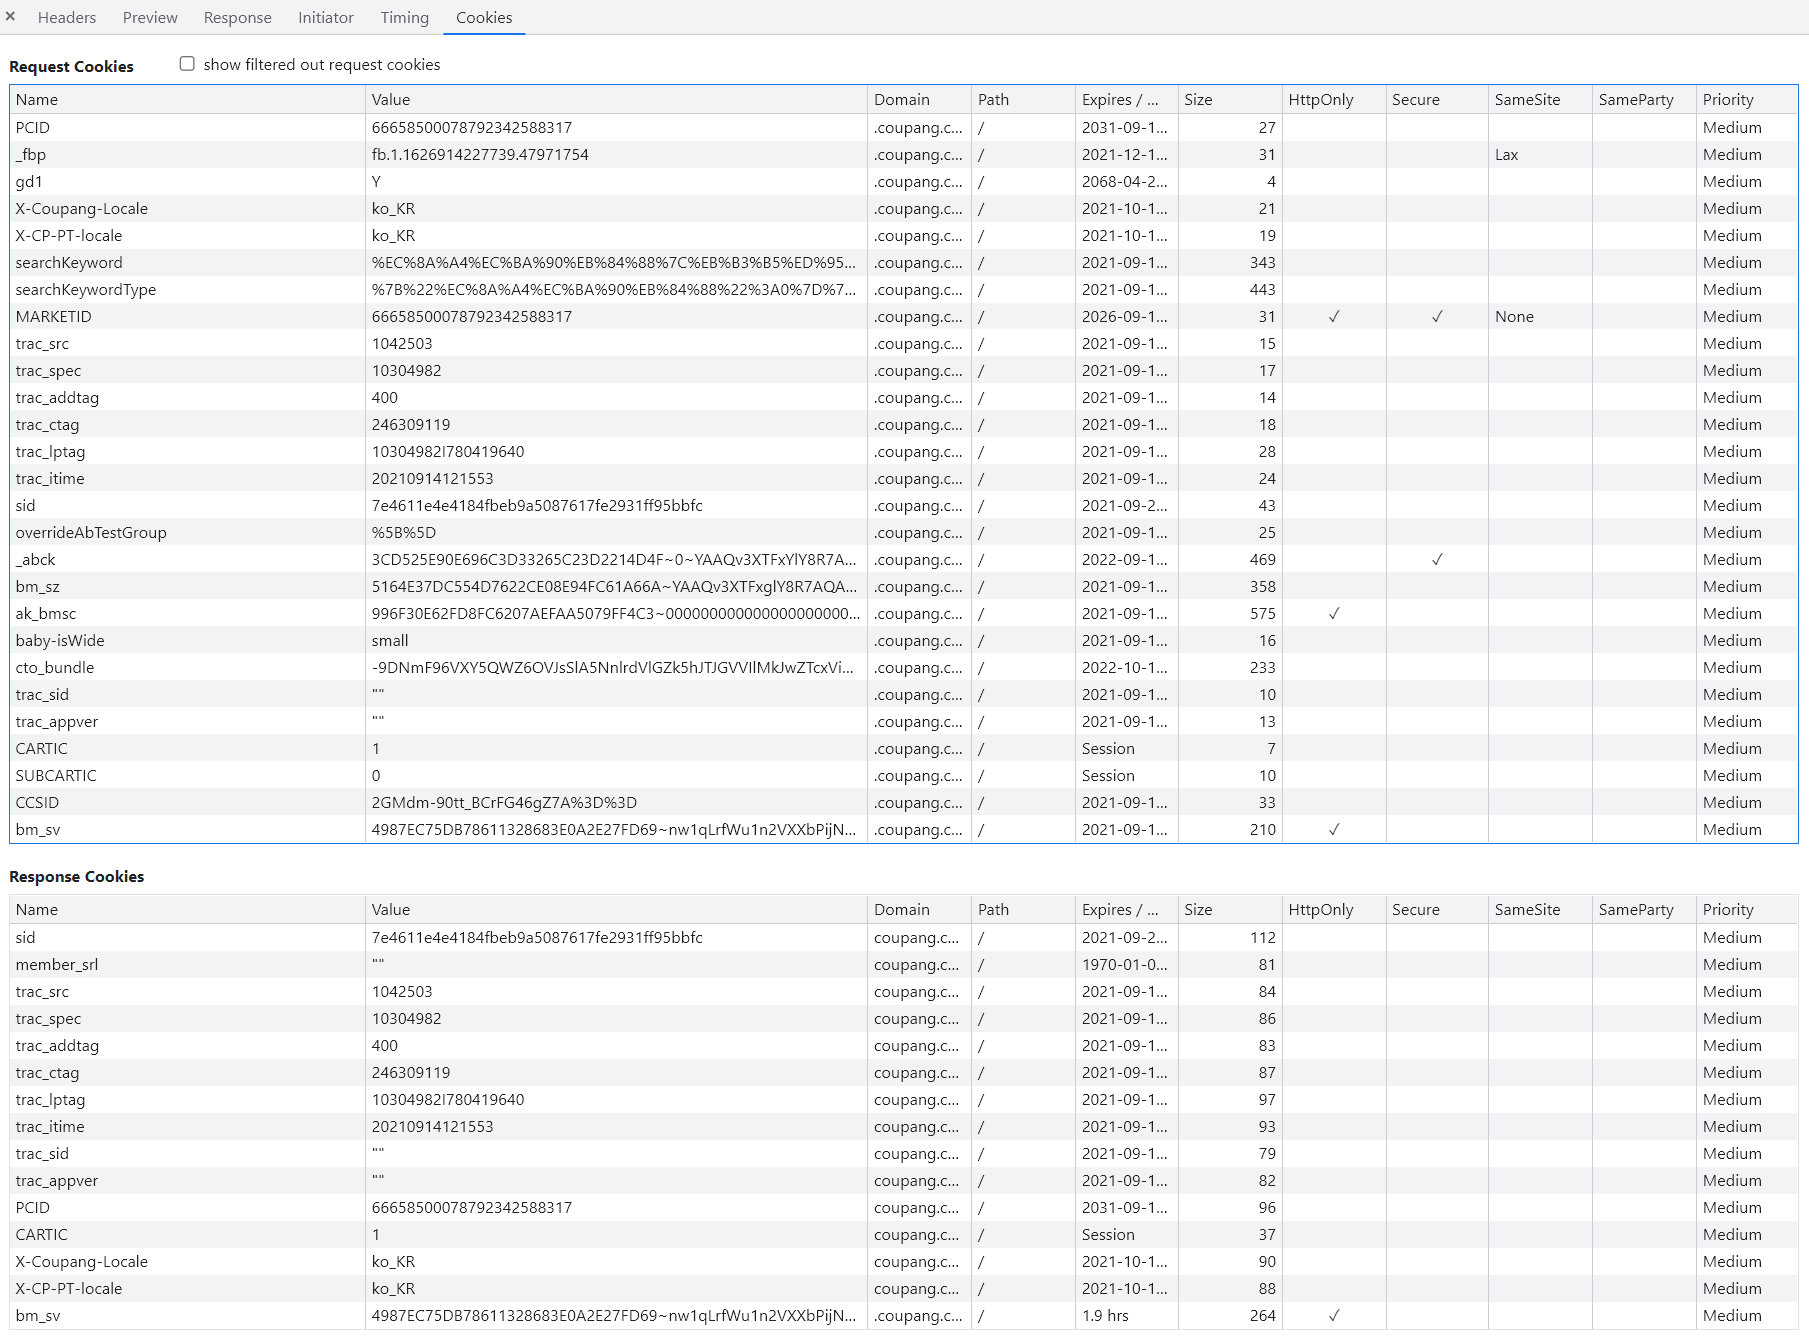 × Headers Preview Response Initiator Timing Cookies
Request Cookies show filtered out request cookies
Name Value Domain Path Expires / ... Size HttpOnly Secure SameSite SameParty Priority
PCID 66658500078792342588317 .coupang.c... / 2031-09-1... 27 Medium
_fbp fb.1.1626914227739.47971754 .coupang.c... / 2021-12-1... 31 Lax Medium
gd1 Y .coupang.c... / 2068-04-2... 4 Medium
X-Coupang-Locale ko_KR .coupang.c... / 2021-10-1... 21 Medium
X-CP-PT-locale ko_KR .coupang.c... / 2021-10-1... 19 Medium
searchKeyword %EC%8A%A4%EC%BA%90%EB%84%88%7C%EB%B3%B5%ED%95... .coupang.c... / 2021-09-1... 343 Medium
searchKeywordType %7B%22%EC%8A%A4%EC%BA%90%EB%84%88%22%3A0%7D%7... .coupang.c... / 2021-09-1... 443 Medium
MARKETID 66658500078792342588317 .coupang.c... / 2026-09-1... 31 ✓ ✓ None Medium
trac_src 1042503 .coupang.c... / 2021-09-1... 15 Medium
trac_spec 10304982 .coupang.c... / 2021-09-1... 17 Medium
trac_addtag 400 .coupang.c... / 2021-09-1... 14 Medium
trac_ctag 246309119 .coupang.c... / 2021-09-1... 18 Medium
trac_lptag 10304982I780419640 .coupang.c... / 2021-09-1... 28 Medium
trac_itime 20210914121553 .coupang.c... / 2021-09-1... 24 Medium
sid 7e4611e4e4184fbeb9a5087617fe2931ff95bbfc .coupang.c... / 2021-09-2... 43 Medium
overrideAbTestGroup %5B%5D .coupang.c... / 2021-09-1... 25 Medium
_abck 3CD525E90E696C3D33265C23D2214D4F~0~YAAQv3XTFxYlY8R7A... .coupang.c... / 2022-09-1... 469 ✓ Medium
bm_sz 5164E37DC554D7622CE08E94FC61A66A~YAAQv3XTFxglY8R7AQA... .coupang.c... / 2021-09-1... 358 Medium
ak_bmsc 996F30E62FD8FC6207AEFAA5079FF4C3~000000000000000000000... .coupang.c... / 2021-09-1... 575 ✓ Medium
baby-isWide small .coupang.c... / 2021-09-1... 16 Medium
cto_bundle -9DNmF96VXY5QWZ6OVJsSlA5NnlrdVlGZk5hJTJGVVIlMkJwZTcxVi... .coupang.c... / 2022-10-1... 233 Medium
trac_sid "" .coupang.c... / 2021-09-1... 10 Medium
trac_appver "" .coupang.c... / 2021-09-1... 13 Medium
CARTIC 1 .coupang.c... / Session 7 Medium
SUBCARTIC 0 .coupang.c... / Session 10 Medium
CCSID 2GMdm-90tt_BCrFG46gZ7A%3D%3D .coupang.c... / 2021-09-1... 33 Medium
bm_sv 4987EC75DB78611328683E0A2E27FD69~nw1qLrfWu1n2VXXbPijN... .coupang.c... / 2021-09-1... 210 ✓ Medium
Response Cookies
Name Value Domain Path Expires / ... Size HttpOnly Secure SameSite SameParty Priority
sid 7e4611e4e4184fbeb9a5087617fe2931ff95bbfc coupang.c... / 2021-09-2... 112 Medium
member_srl "" coupang.c... / 1970-01-0... 81 Medium
trac_src 1042503 coupang.c... / 2021-09-1... 84 Medium
trac_spec 10304982 coupang.c... / 2021-09-1... 86 Medium
trac_addtag 400 coupang.c... / 2021-09-1... 83 Medium
trac_ctag 246309119 coupang.c... / 2021-09-1... 87 Medium
trac_lptag 10304982I780419640 coupang.c... / 2021-09-1... 97 Medium
trac_itime 20210914121553 coupang.c... / 2021-09-1... 93 Medium
trac_sid "" coupang.c... / 2021-09-1... 79 Medium
trac_appver "" coupang.c... / 2021-09-1... 82 Medium
PCID 66658500078792342588317 coupang.c... / 2031-09-1... 96 Medium
CARTIC 1 coupang.c... / Session 37 Medium
X-Coupang-Locale ko_KR coupang.c... / 2021-10-1... 90 Medium
X-CP-PT-locale ko_KR coupang.c... / 2021-10-1... 88 Medium
bm_sv 4987EC75DB78611328683E0A2E27FD69~nw1qLrfWu1n2VXXbPijN... .coupang.c... / 1.9 hrs 264 ✓ Medium